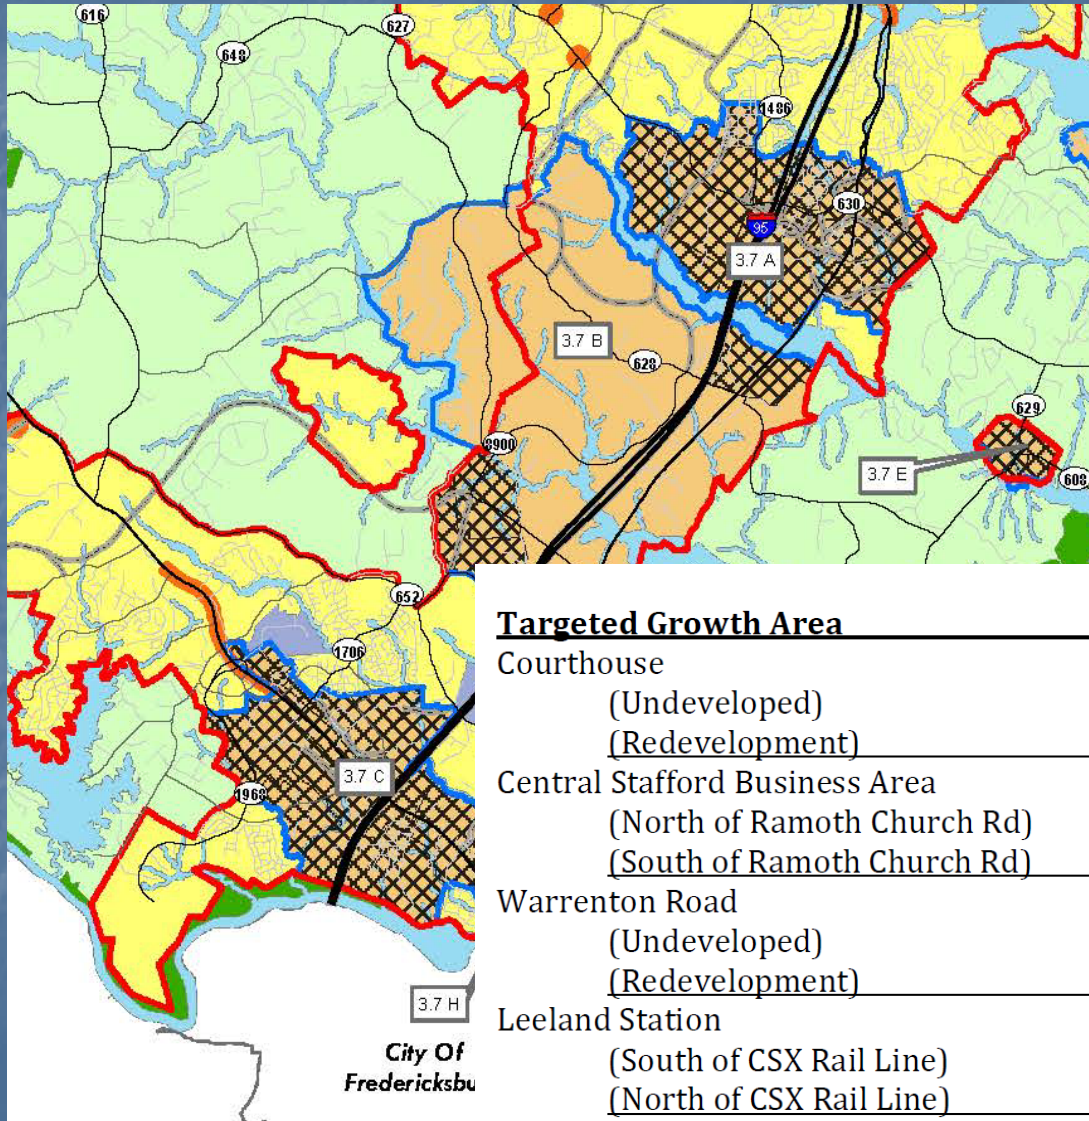 616
627
648
1486
630
95
3.7 A
3.7 B
628
629
8900
3.7 E
608
652
1706
3.7 C
1968
3.7 H
City Of
Fredericksbu
Targeted Growth Area
Courthouse
(Undeveloped)
(Redevelopment)
Central Stafford Business Area
(North of Ramoth Church Rd)
(South of Ramoth Church Rd)
Warrenton Road
(Undeveloped)
(Redevelopment)
Leeland Station
(South of CSX Rail Line)
(North of CSX Rail Line)